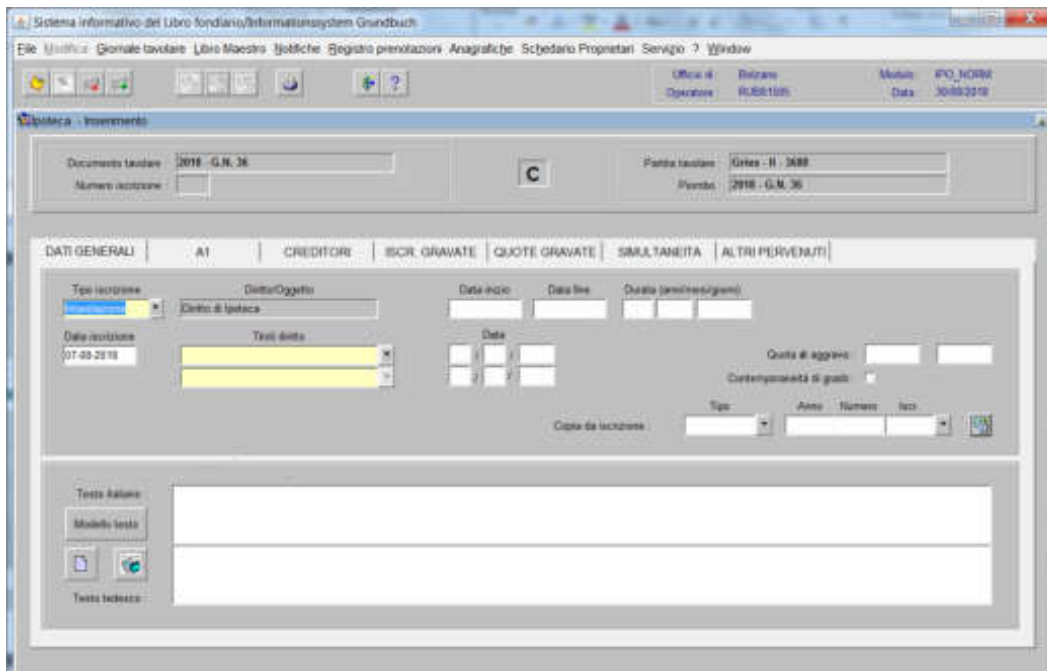 Sistema informativo del Libro fondiario/Informationssystem Grundbuch
File Modifica Giornale tavolare Libro Maestro Notifiche Registro prenotazioni Anagrafiche Schedario Proprietari Servizio ? Window
Ufficio di Bolzano Modulo IPO_NORM
Operatore Data 30/08/2018
Ipoteca - Inserimento
Documento tavolare 2018 - G.N. 36 C Partita tavolare Gries - II - 3688
Numero iscrizione Piombo 2018 - G.N. 36
DATI GENERALI A1 CREDITORI ISCR. GRAVATE QUOTE GRAVATE SIMULTANEITA ALTRI PERVENUTI
Tipo iscrizione Diritto/Oggetto Data inizio Data fine Durata (anni/mesi/giorni)
Intavolazione Diritto di Ipoteca
Data iscrizione Titoli diritto Data
07-08-2018 / / Quota di aggravio :
/ / Contemporaneità di grado :
Tipo Anno Numero Iscr.
Copia da iscrizione :
Testo italiano :
Modello testo
Testo tedesco :